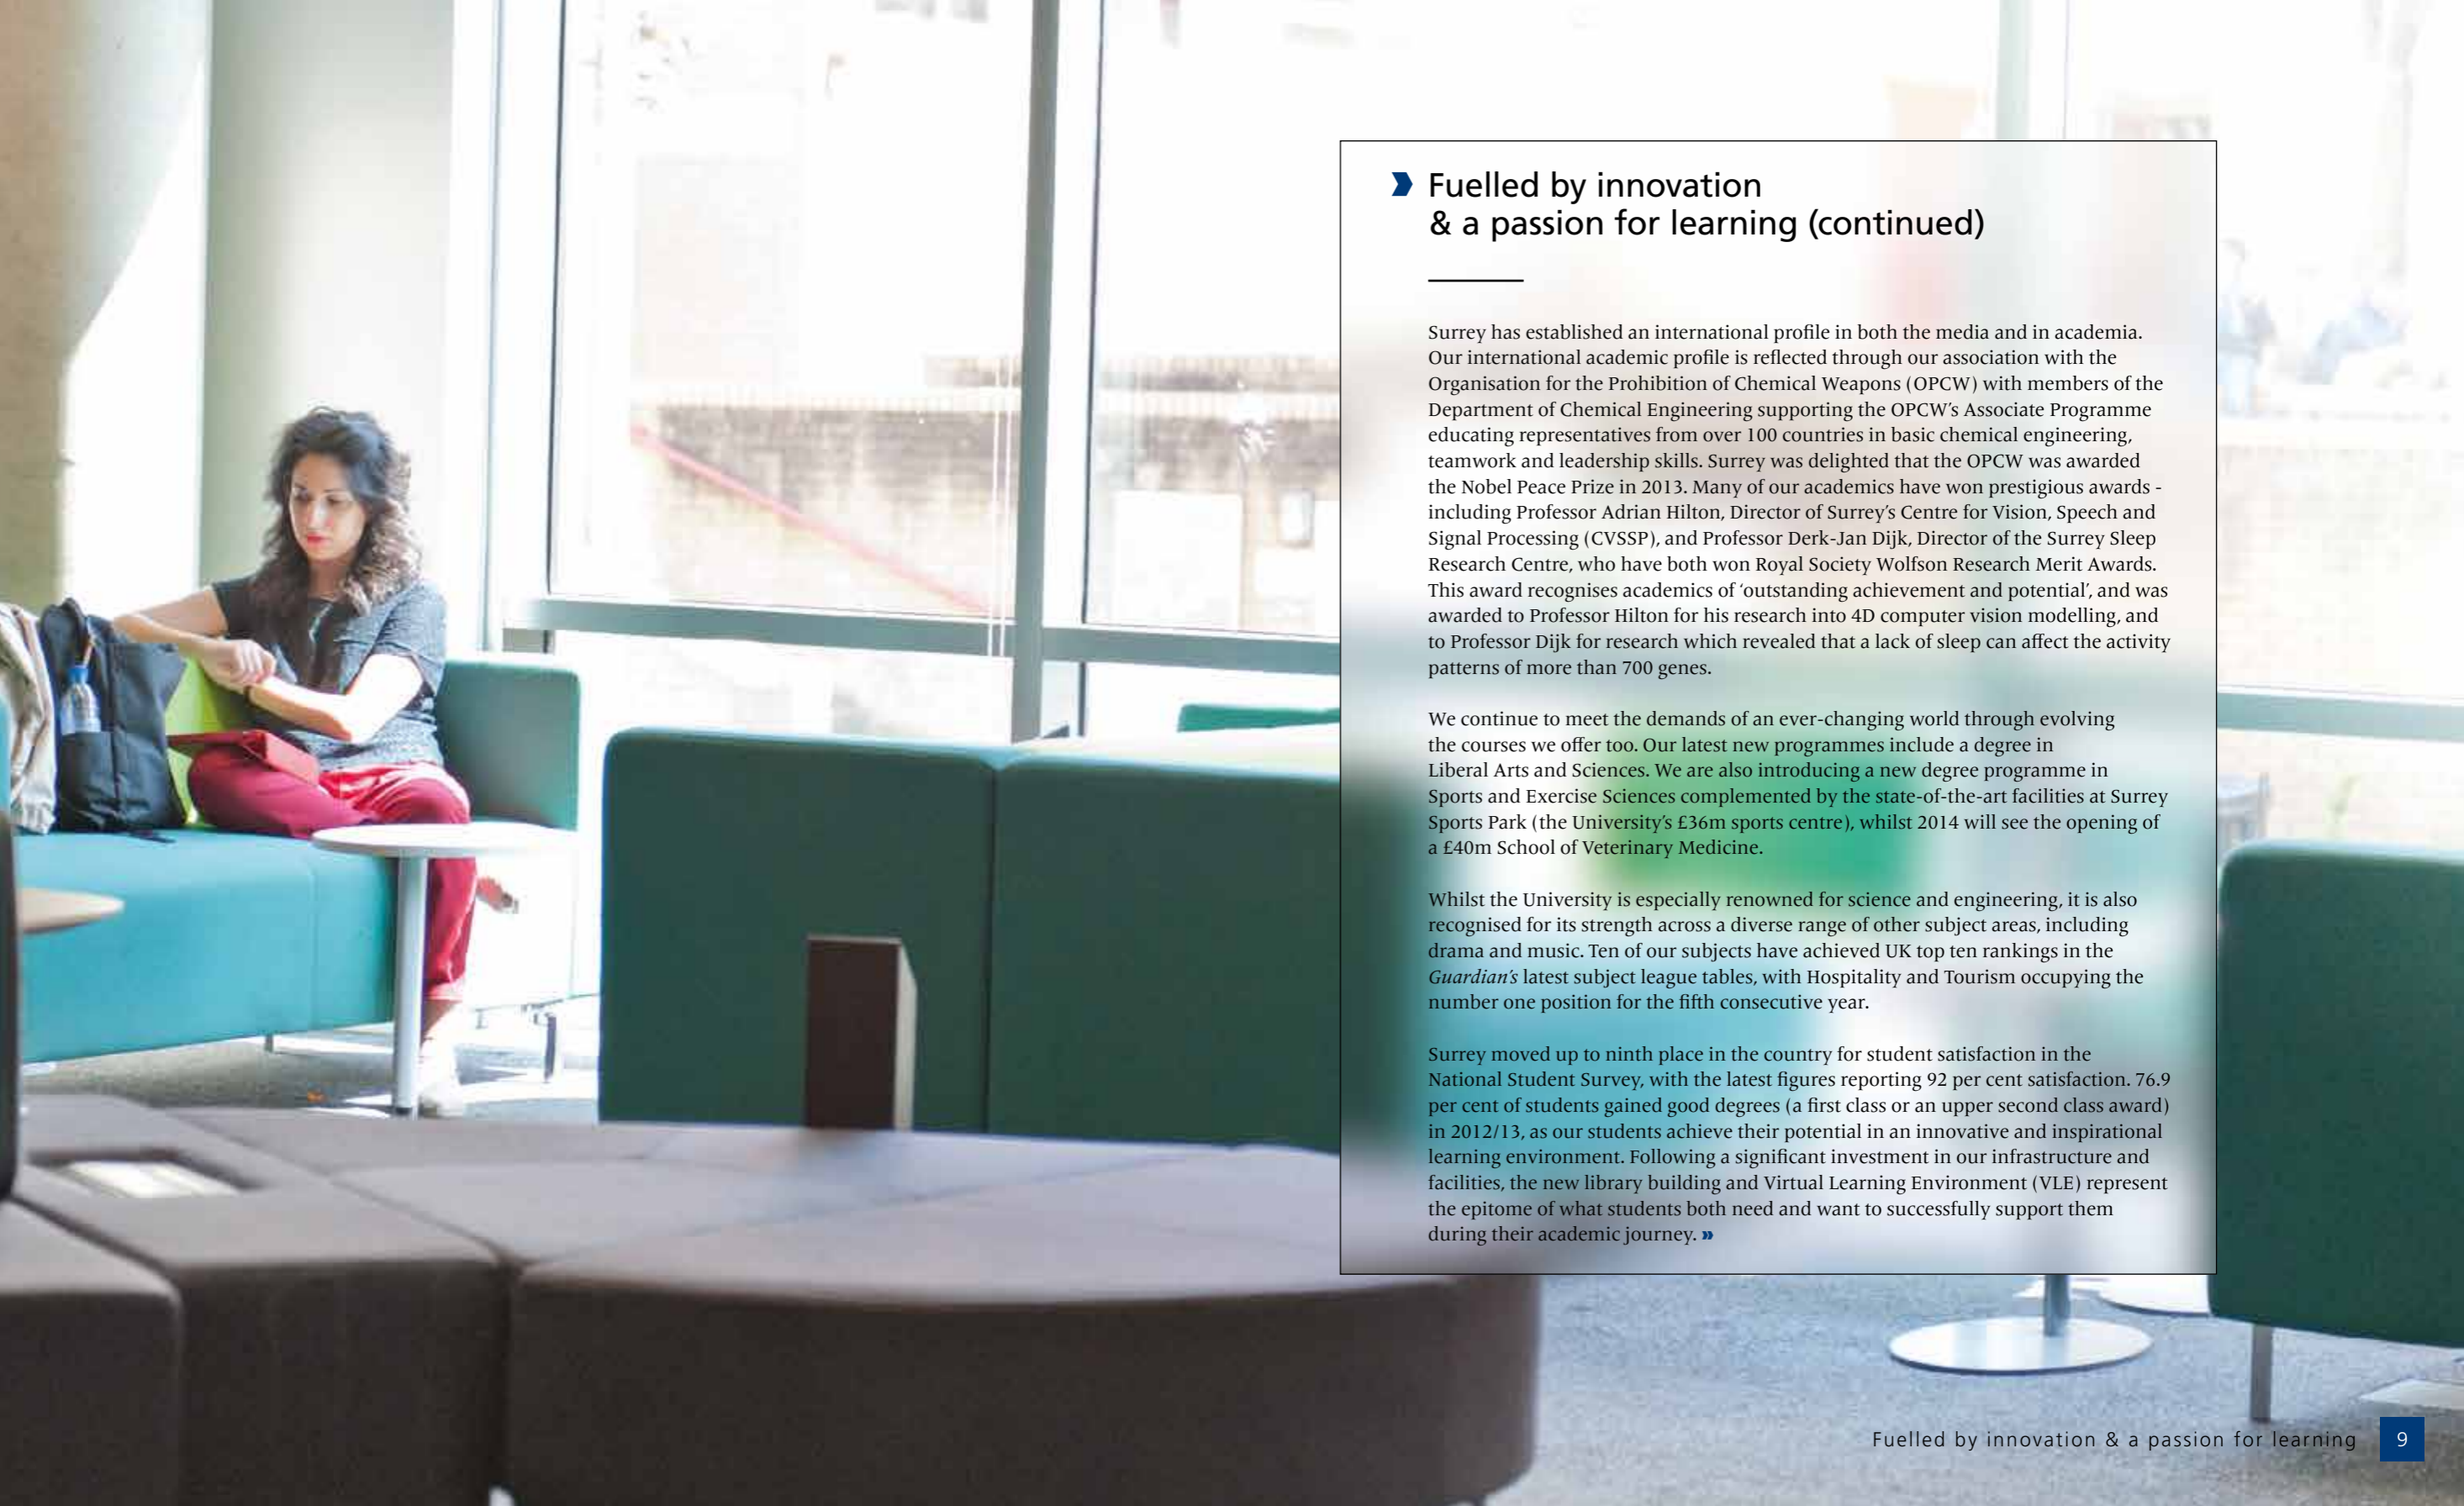 Fuelled by innovation
& a passion for learning (continued)
Surrey has established an international profile in both the media and in academia.
Our international academic profile is reflected through our association with the
Organisation for the Prohibition of Chemical Weapons (OPCW) with members of the
Department of Chemical Engineering supporting the OPCW's Associate Programme
educating representatives from over 100 countries in basic chemical engineering,
teamwork and leadership skills. Surrey was delighted that the OPCW was awarded
the Nobel Peace Prize in 2013. Many of our academics have won prestigious awards -
including Professor Adrian Hilton, Director of Surrey's Centre for Vision, Speech and
Signal Processing (CVSSP), and Professor Derk-Jan Dijk, Director of the Surrey Sleep
Research Centre, who have both won Royal Society Wolfson Research Merit Awards.
This award recognises academics of 'outstanding achievement and potential', and was
awarded to Professor Hilton for his research into 4D computer vision modelling, and
to Professor Dijk for research which revealed that a lack of sleep can affect the activity
patterns of more than 700 genes.
We continue to meet the demands of an ever-changing world through evolving
the courses we offer too. Our latest new programmes include a degree in
Liberal Arts and Sciences. We are also introducing a new degree programme in
Sports and Exercise Sciences complemented by the state-of-the-art facilities at Surrey
Sports Park (the University's £36m sports centre), whilst 2014 will see the opening of
a £40m School of Veterinary Medicine.
Whilst the University is especially renowned for science and engineering, it is also
recognised for its strength across a diverse range of other subject areas, including
drama and music. Ten of our subjects have achieved UK top ten rankings in the
Guardian's latest subject league tables, with Hospitality and Tourism occupying the
number one position for the fifth consecutive year.
Surrey moved up to ninth place in the country for student satisfaction in the
National Student Survey, with the latest figures reporting 92 per cent satisfaction. 76.9
per cent of students gained good degrees (a first class or an upper second class award)
in 2012/13, as our students achieve their potential in an innovative and inspirational
learning environment. Following a significant investment in our infrastructure and
facilities, the new library building and Virtual Learning Environment (VLE) represent
the epitome of what students both need and want to successfully support them
during their academic journey. »
Fuelled by innovation & a passion for learning 9